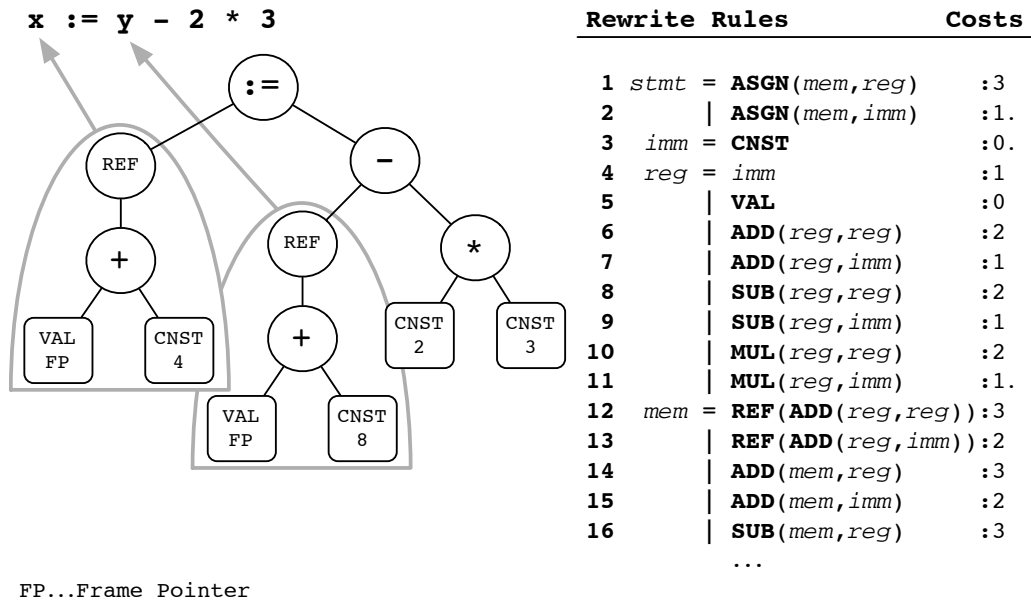 x := y – 2 * 3
:=
REF
–
+
REF
*
VAL
FP
CNST
4
+
CNST
2
CNST
3
VAL
FP
CNST
8
FP...Frame Pointer
Rewrite Rules Costs
1 stmt = ASGN(mem,reg) :3
2 | ASGN(mem,imm) :1.
3 imm = CNST :0.
4 reg = imm :1
5 | VAL :0
6 | ADD(reg,reg) :2
7 | ADD(reg,imm) :1
8 | SUB(reg,reg) :2
9 | SUB(reg,imm) :1
10 | MUL(reg,reg) :2
11 | MUL(reg,imm) :1.
12 mem = REF(ADD(reg,reg)):3
13 | REF(ADD(reg,imm)):2
14 | ADD(mem,reg) :3
15 | ADD(mem,imm) :2
16 | SUB(mem,reg) :3
...